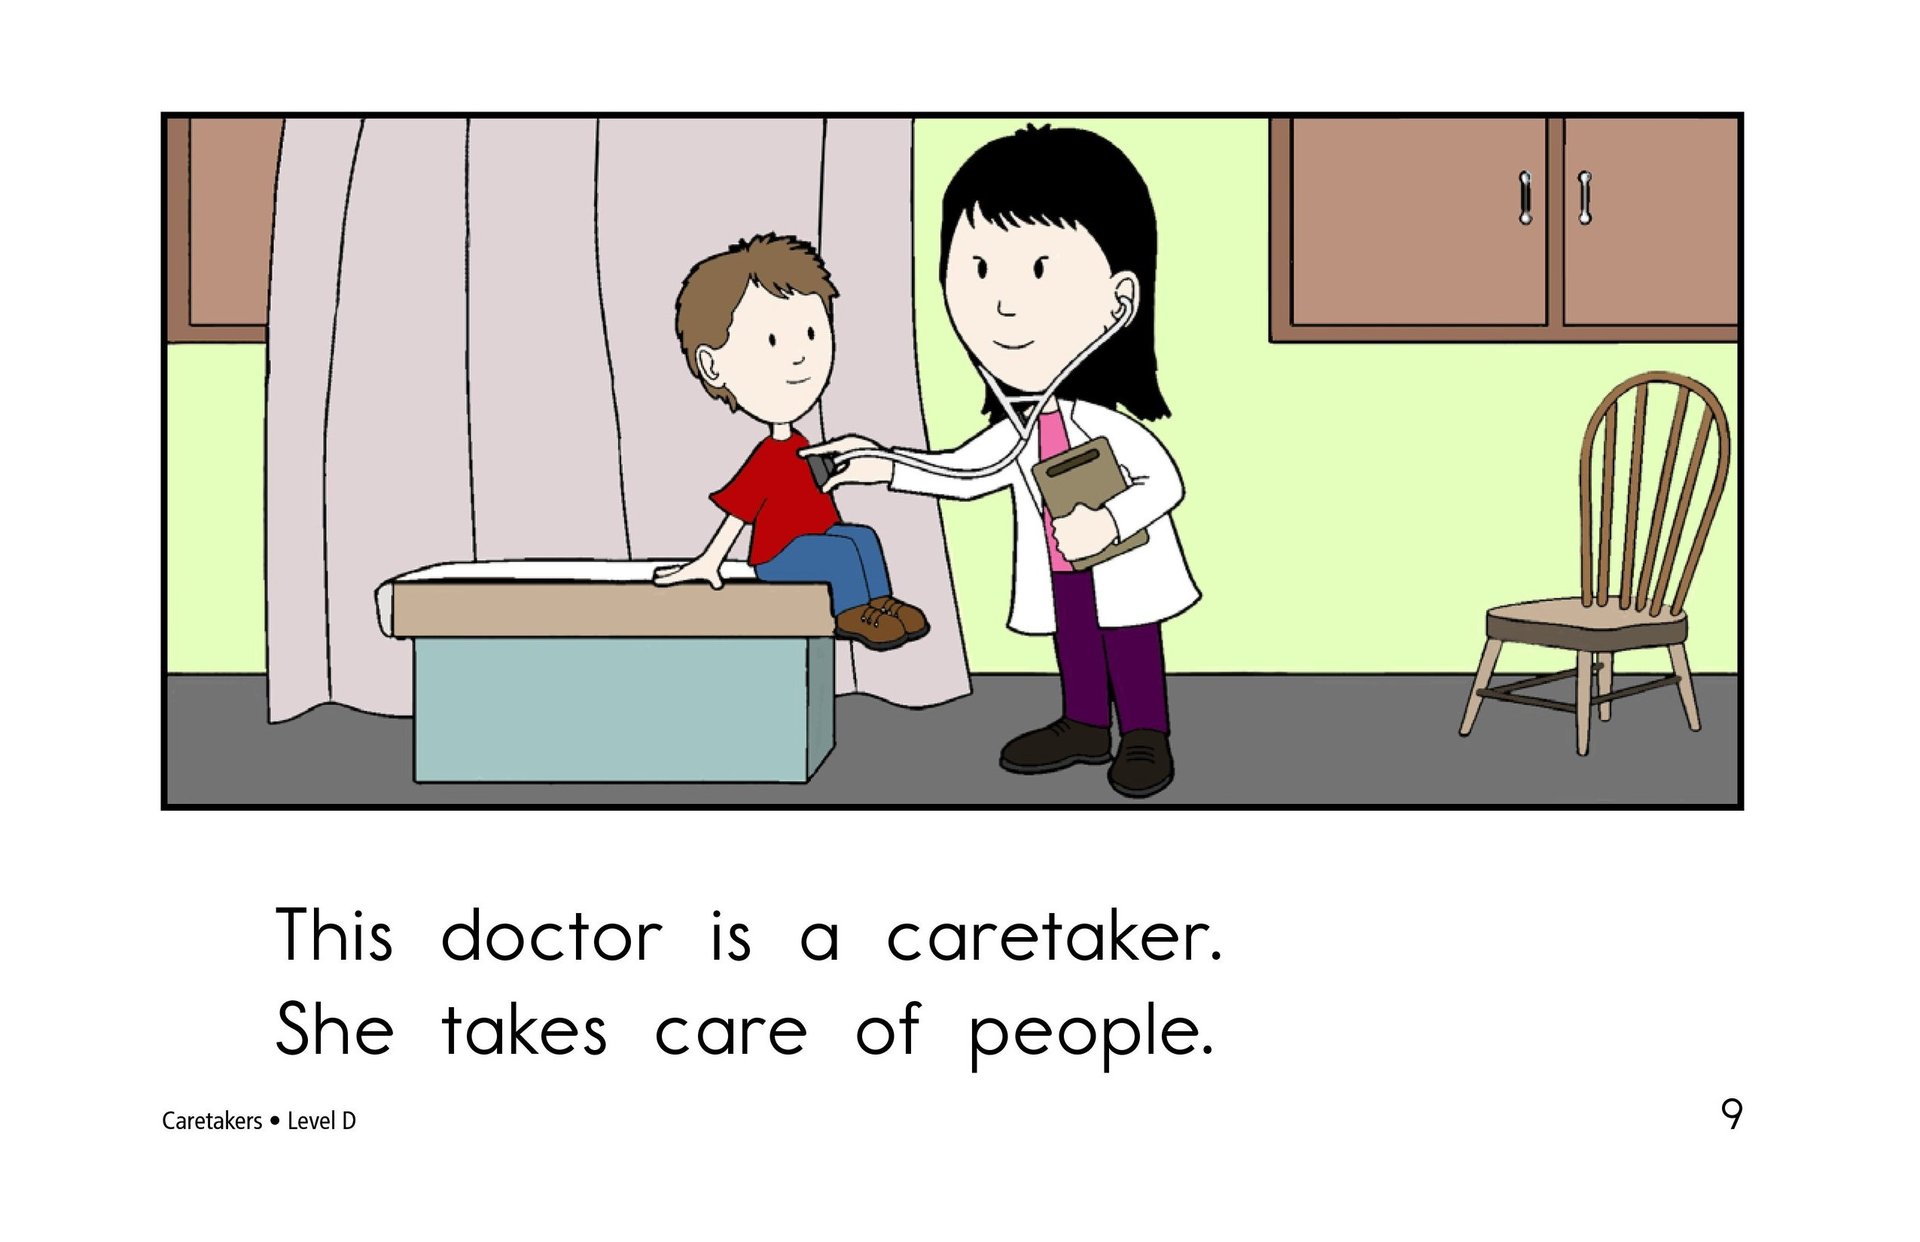 This doctor is a caretaker.
She takes care of people.
Caretakers • Level D
9